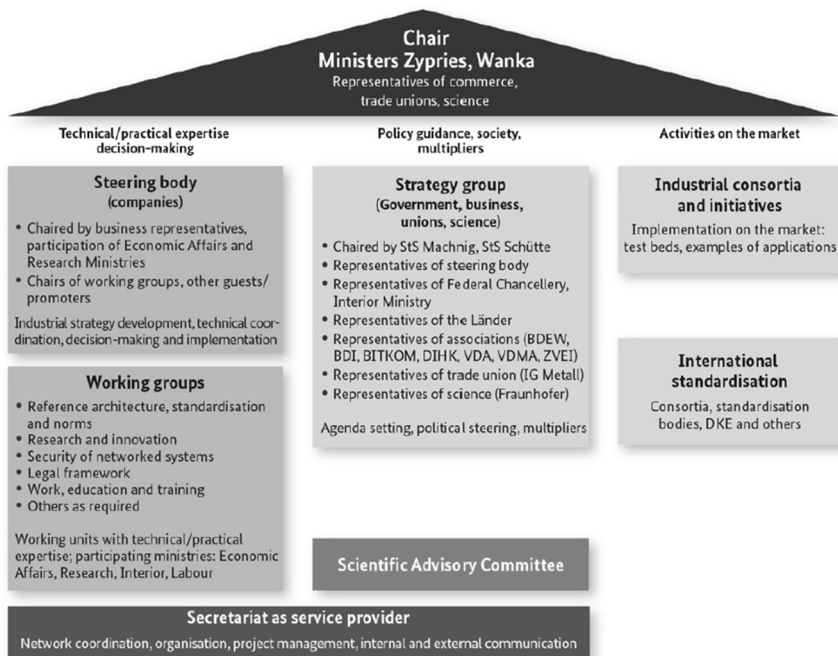 Chair
Ministers Zypries, Wanka
Representatives of commerce,
trade unions, science
Technical/practical expertise
decision-making
Steering body
(companies)
• Chaired by business representatives,
participation of Economic Affairs and
Research Ministries
• Chairs of working groups, other guests/
promoters
Industrial strategy development, technical coor-
dination, decision-making and implementation
Working groups
• Reference architecture, standardisation
and norms
• Research and innovation
• Security of networked systems
• Legal framework
• Work, education and training
• Others as required
Working units with technical/practical
expertise; participating ministries: Economic
Affairs, Research, Interior, Labour
Policy guidance, society,
multipliers
Strategy group
(Government, business,
unions, science)
• Chaired by StS Machnig, StS Schütte
• Representatives of steering body
• Representatives of Federal Chancellery,
Interior Ministry
• Representatives of the Länder
• Representatives of associations (BDEW,
BDI, BITKOM, DIHK, VDA, VDMA, ZVEI)
• Representatives of trade union (IG Metall)
• Representatives of science (Fraunhofer)
Agenda setting, political steering, multipliers
Scientific Advisory Committee
Activities on the market
Industrial consortia
and initiatives
Implementation on the market:
test beds, examples of applications
International
standardisation
Consortia, standardisation
bodies, DKE and others
Secretariat as service provider
Network coordination, organisation, project management, internal and external communication